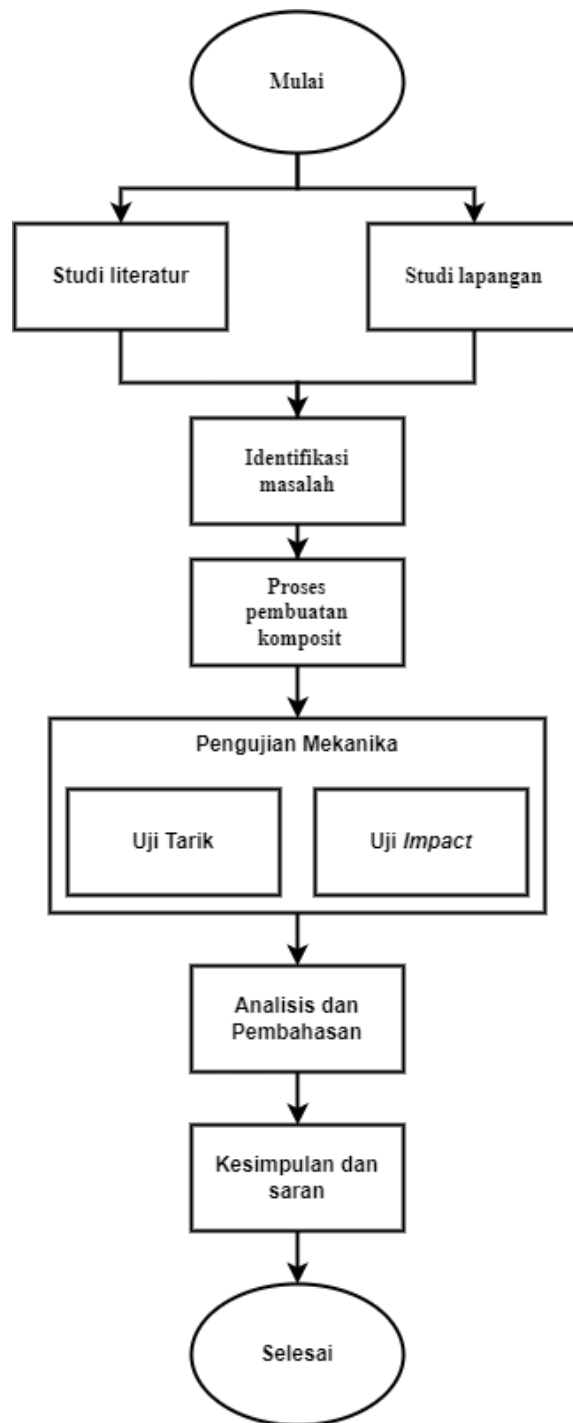 Mulai
Studi literatur
Studi lapangan
Identifikasi
masalah
Proses
pembuatan
komposit
Pengujian Mekanika
Uji Tarik
Uji Impact
Analisis dan
Pembahasan
Kesimpulan dan
saran
Selesai